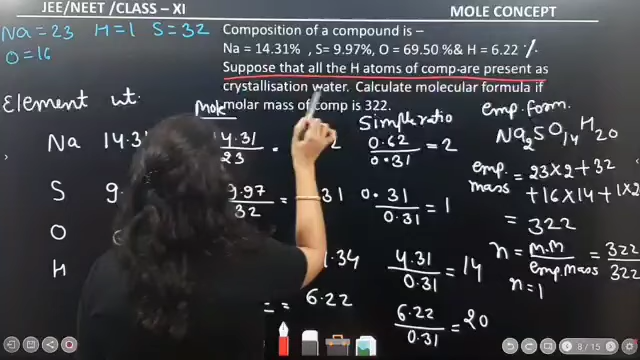 JEE/NEET /CLASS – XI
MOLE CONCEPT
Na = 23 H = 1 S = 32
O = 16
Composition of a compound is –
Na = 14.31% , S= 9.97%, O = 69.50 %& H = 6.22 %.
Suppose that all the H atoms of comp-are present as
crystallisation water. Calculate molecular formula if
molar mass of comp is 322.
Element wt.
Mole
Simple ratio
emp. form.
Na2SO14H20
Na 14.31
14.31/23 =
0.62/0.31 = 2
emp. mass = 23×2+32
+16×14+1×2
= 322
S 9.
9.97/32 = 31
0.31/0.31 = 1
O
.34
4.31/0.31 = 14
n = M.M/emp.mass = 322/322
n = 1
H
= 6.22
6.22/0.31 = 20
8 / 15